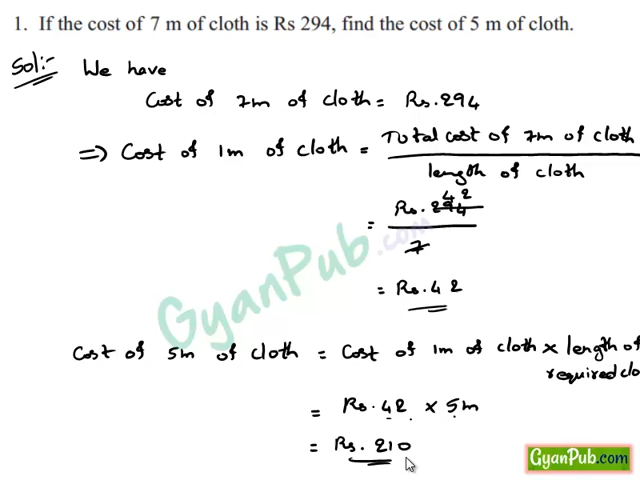 1. If the cost of 7 m of cloth is Rs 294, find the cost of 5 m of cloth.
Sol:- We have
Cost of 7m of cloth = Rs.294
=> Cost of 1m of cloth = Total cost of 7m of cloth
length of cloth
42
= Rs.294
7
= Rs.42
Cost of 5m of cloth = Cost of 1m of cloth × length of
required clo
= Rs.42 × 5m
= Rs.210
GyanPub.com
GyanPub.com